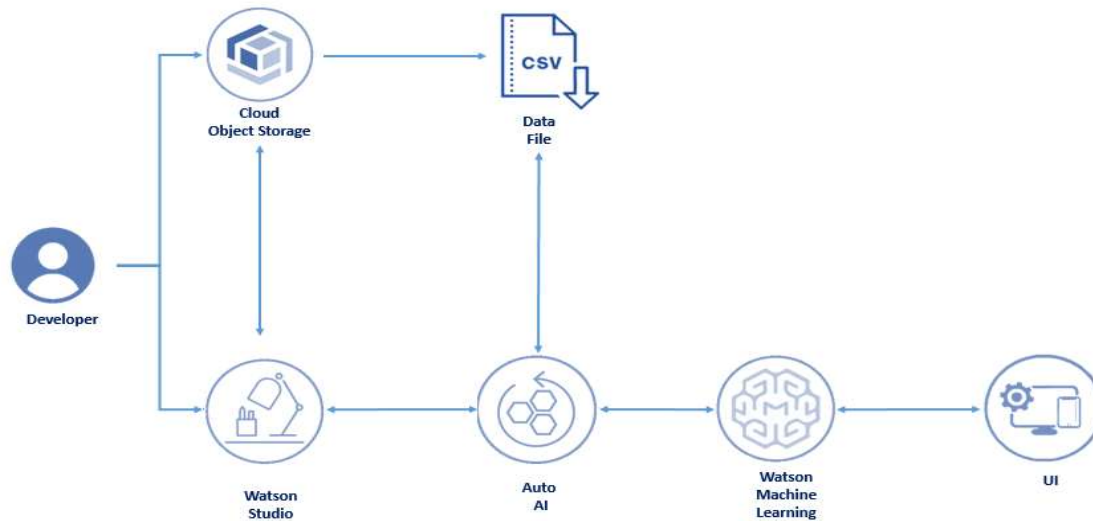 Cloud
Object Storage
CSV
Data
File
Developer
Watson
Studio
Auto
AI
Watson
Machine
Learning
UI